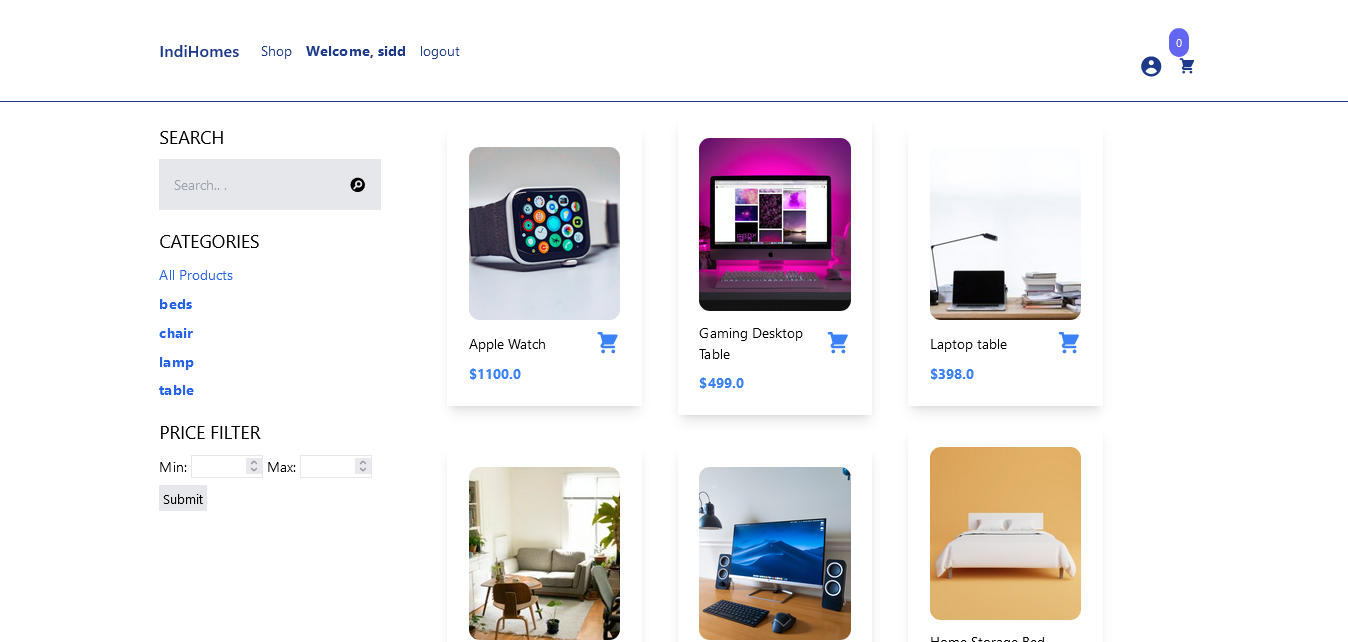 IndiHomes Shop Welcome, sidd logout
0
SEARCH
Search.. .
CATEGORIES
All Products
beds
chair
lamp
table
PRICE FILTER
Min: Max:
Submit
Apple Watch
$1100.0
Gaming Desktop
Table
$499.0
Laptop table
$398.0
Home Storage Bed